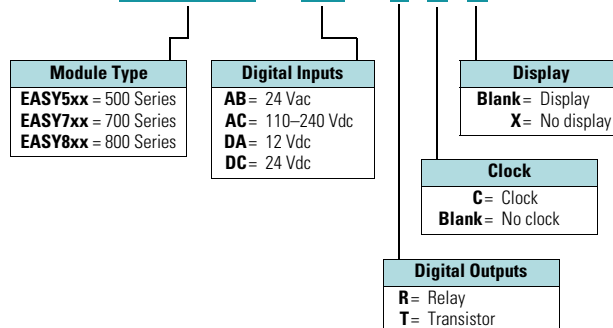 Module Type
EASY5xx = 500 Series
EASY7xx = 700 Series
EASY8xx = 800 Series
Digital Inputs
AB = 24 Vac
AC = 110–240 Vdc
DA = 12 Vdc
DC = 24 Vdc
Display
Blank = Display
X = No display
Clock
C = Clock
Blank = No clock
Digital Outputs
R = Relay
T = Transistor